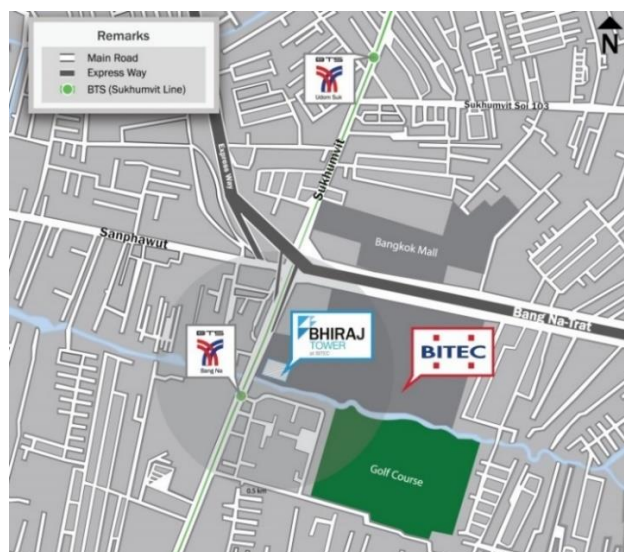 Remarks
Main Road
Express Way
BTS (Sukhumvit Line)
N
BTS
Udom Suk
Sukhumvit Soi 103
Express Way
Sukhumvit
Sanphawut
Bangkok Mall
Bang Na-Trat
BTS
Bang Na
BHIRAJ
TOWER
at BITEC
BITEC
Golf Course
0.5 km